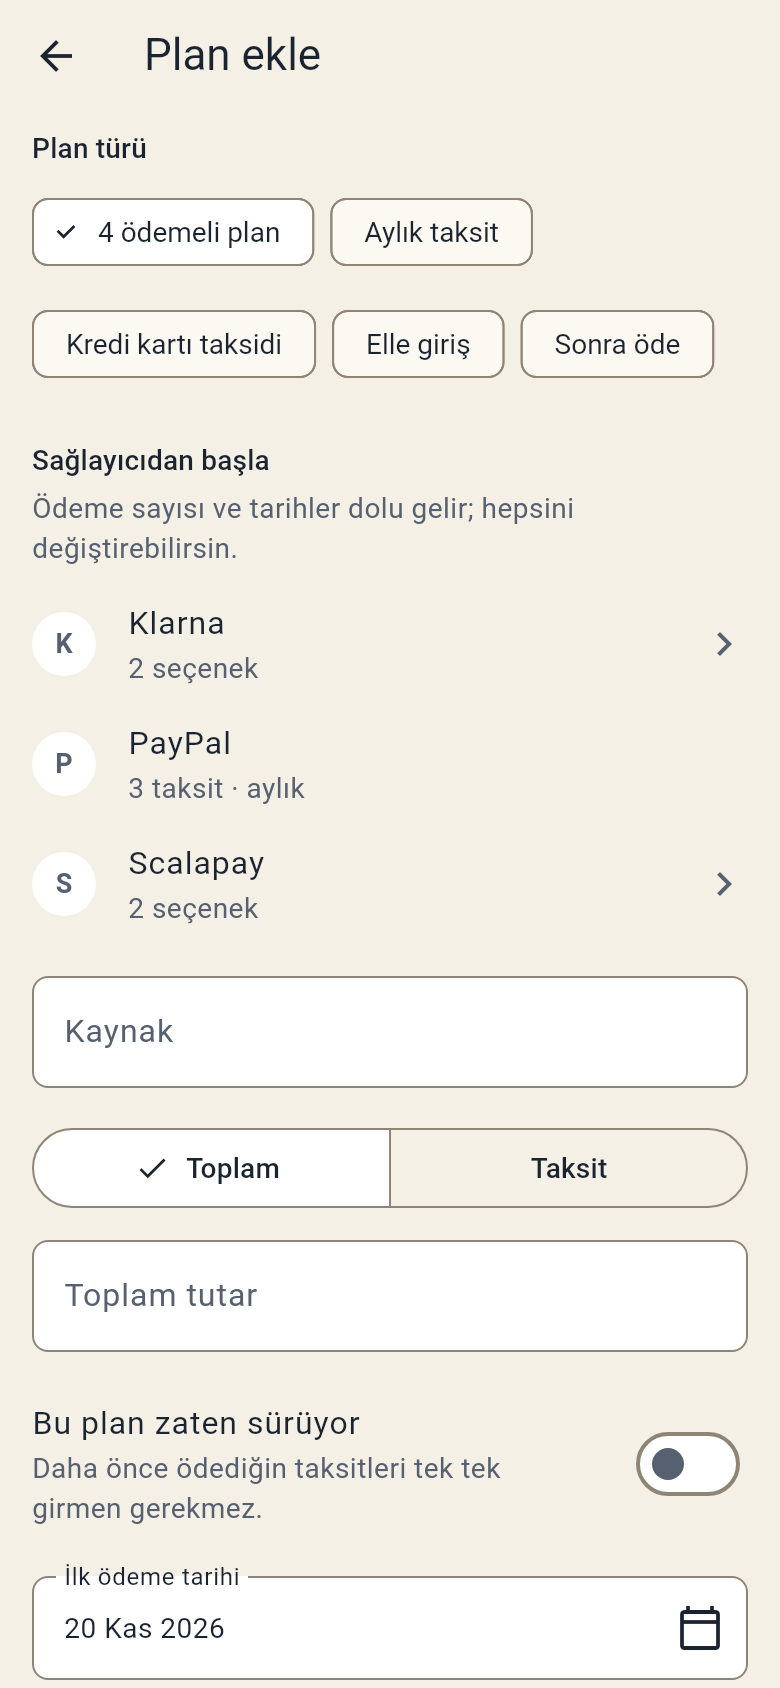 Plan ekle
Plan türü
4 ödemeli plan
Aylık taksit
Kredi kartı taksidi
Elle giriş
Sonra öde
Sağlayıcıdan başla
Ödeme sayısı ve tarihler dolu gelir; hepsini
değiştirebilirsin.
K
Klarna
2 seçenek
P
PayPal
3 taksit · aylık
S
Scalapay
2 seçenek
Kaynak
Toplam
Taksit
Toplam tutar
Bu plan zaten sürüyor
Daha önce ödediğin taksitleri tek tek
girmen gerekmez.
İlk ödeme tarihi
20 Kas 2026